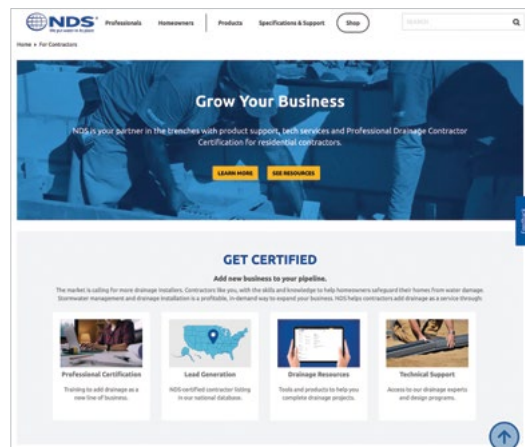 NDS
We put water in its place
Professionals Homeowners Products Specifications & Support Shop
Home > For Contractors
Grow Your Business
NDS is your partner in the trenches with product support, tech services and Professional Drainage Contractor
Certification for residential contractors.
LEARN MORE SEE RESOURCES
Feedback
GET CERTIFIED
Add new business to your pipeline.
The market is calling for more drainage installers. Contractors like you, with the skills and knowledge to help homeowners safeguard their homes from water damage.
Stormwater management and drainage installation is a profitable, in-demand way to expand your business. NDS helps contractors add drainage as a service through
Professional Certification
Training to add drainage as a
new line of business.
Lead Generation
NDS certified contractor listing
in our national database.
Drainage Resources
Tools and products to help you
complete drainage projects.
Technical Support
Access to our drainage experts
and design programs.